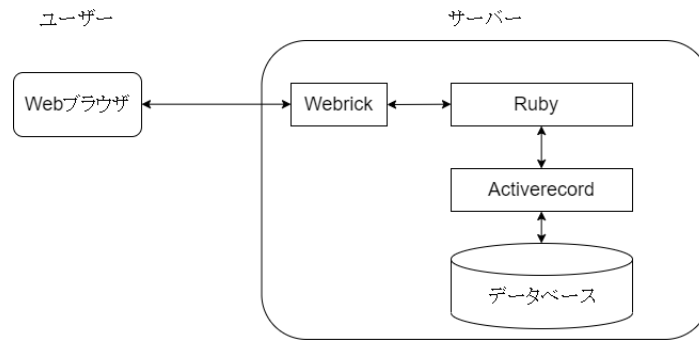 ユーザー
サーバー
Webブラウザ
Webrick
Ruby
Activerecord
データベース